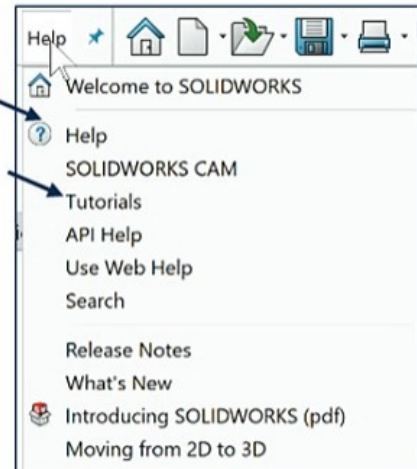 Help
Welcome to SOLIDWORKS
Help
SOLIDWORKS CAM
Tutorials
API Help
Use Web Help
Search
Release Notes
What's New
Introducing SOLIDWORKS (pdf)
Moving from 2D to 3D